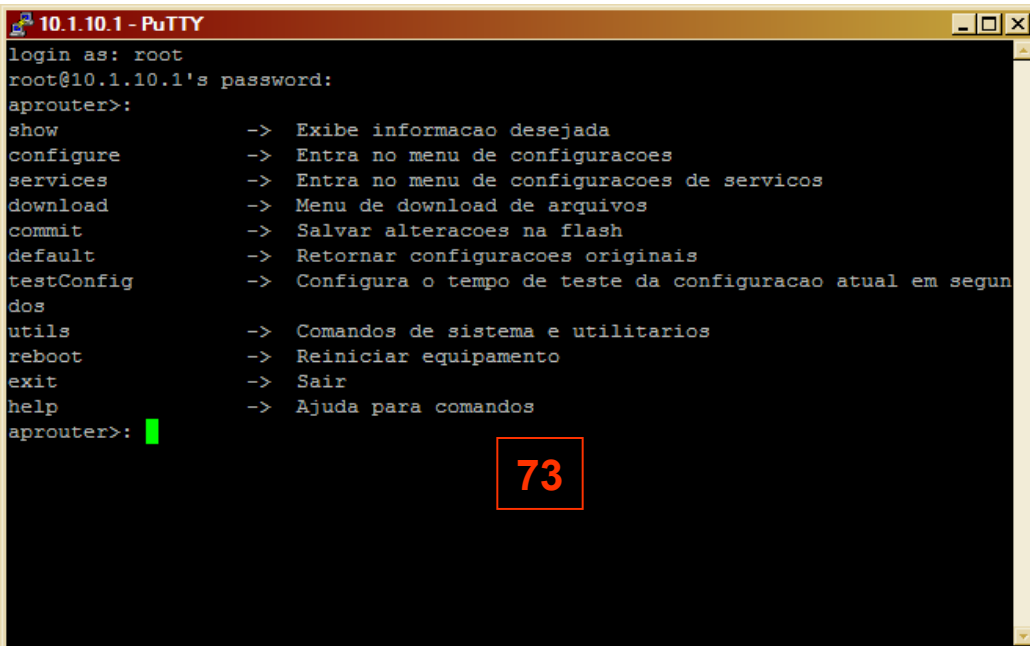 10.1.10.1 - PuTTY
login as: root
root@10.1.10.1's password:
aprouter>:
show -> Exibe informacao desejada
configure -> Entra no menu de configuracoes
services -> Entra no menu de configuracoes de servicos
download -> Menu de download de arquivos
commit -> Salvar alteracoes na flash
default -> Retornar configuracoes originais
testConfig -> Configura o tempo de teste da configuracao atual em segun
dos
utils -> Comandos de sistema e utilitarios
reboot -> Reiniciar equipamento
exit -> Sair
help -> Ajuda para comandos
aprouter>:
73